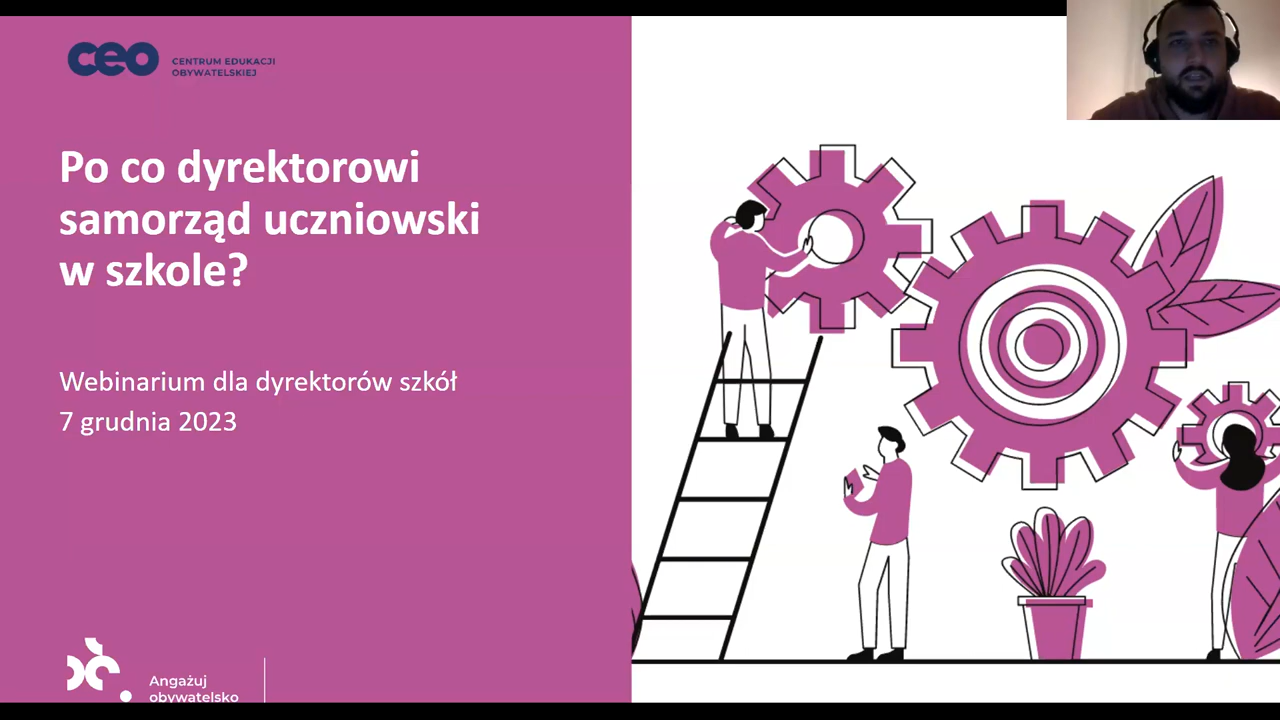 ceo
CENTRUM EDUKACJI
OBYWATELSKIEJ
Po co dyrektorowi
samorząd uczniowski
w szkole?
Webinarium dla dyrektorów szkół
7 grudnia 2023
Angażuj
obywatelsko